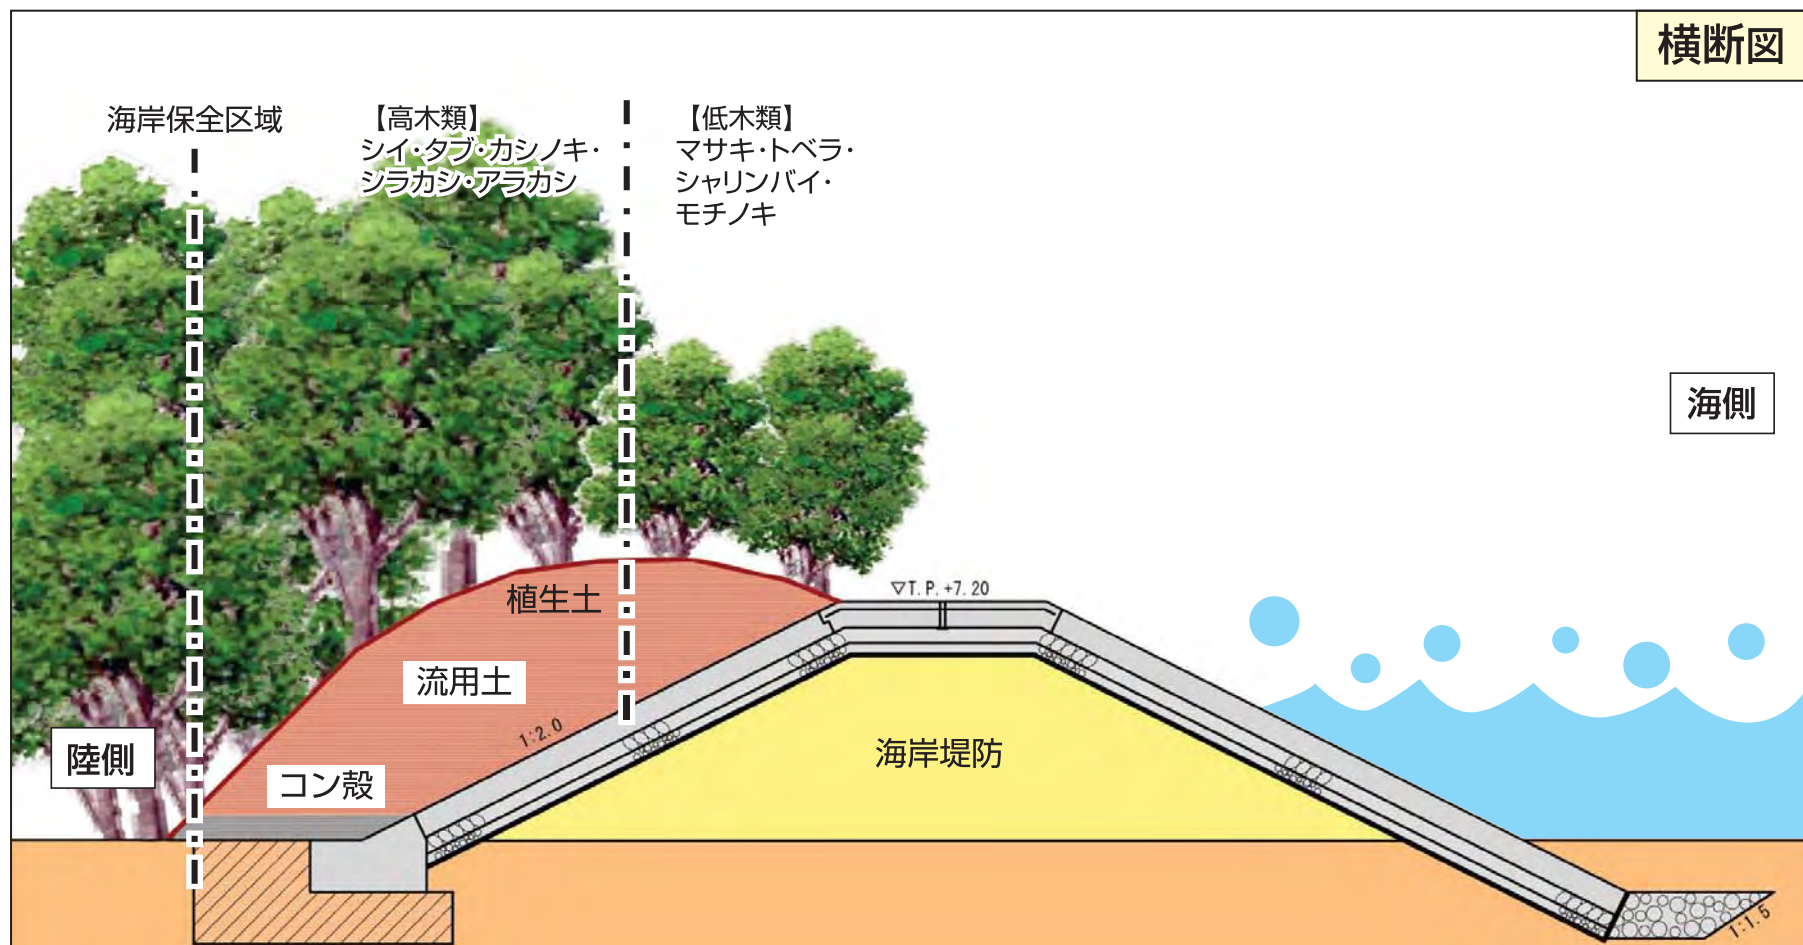 横断図
海岸保全区域
【高木類】
シイ・タブ・カシノキ・
シラカシ・アラカシ
【低木類】
マサキ・トベラ・
シャリンバイ・
モチノキ
海側
▽T.P.+7.20
植生土
流用土
1:2.0
海岸堤防
陸側
コン殻
1:1.5